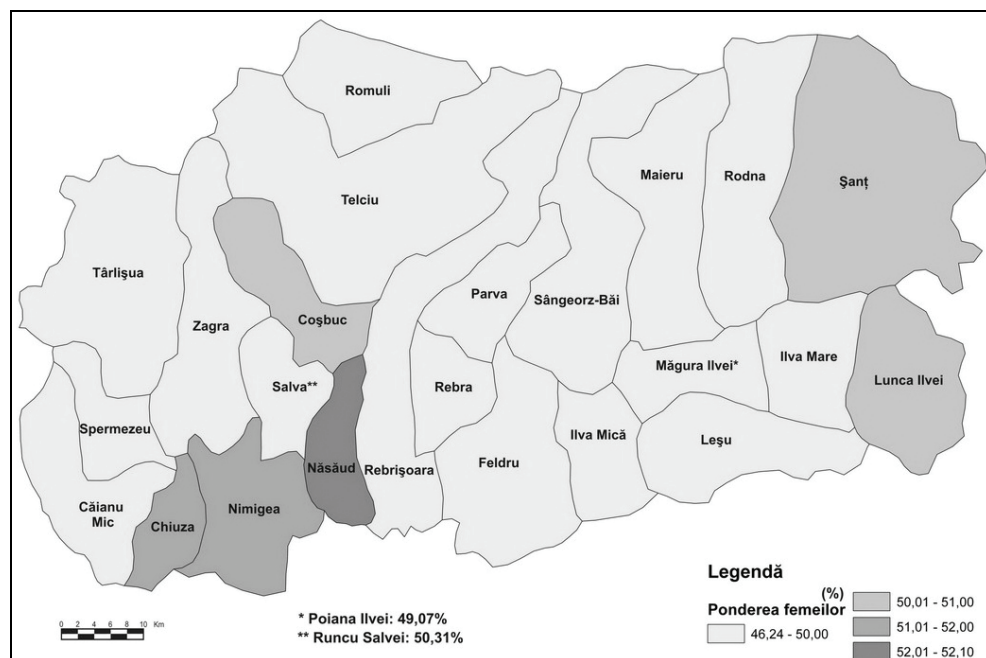 Romuli
Maieru
Rodna
Şanţ
Telciu
Târlişua
Parva
Sângeorz-Băi
Zagra
Coşbuc
Măgura Ilvei*
Ilva Mare
Lunca Ilvei
Salva**
Rebra
Spermezeu
Ilva Mică
Leşu
Năsăud
Rebrişoara
Feldru
Căianu
Mic
Chiuza
Nimigea
0 2 4 6 8 10 Km
* Poiana Ilvei: 49,07%
** Runcu Salvei: 50,31%
Legendă
(%)
Ponderea femeilor
46,24 - 50,00
50,01 - 51,00
51,01 - 52,00
52,01 - 52,10